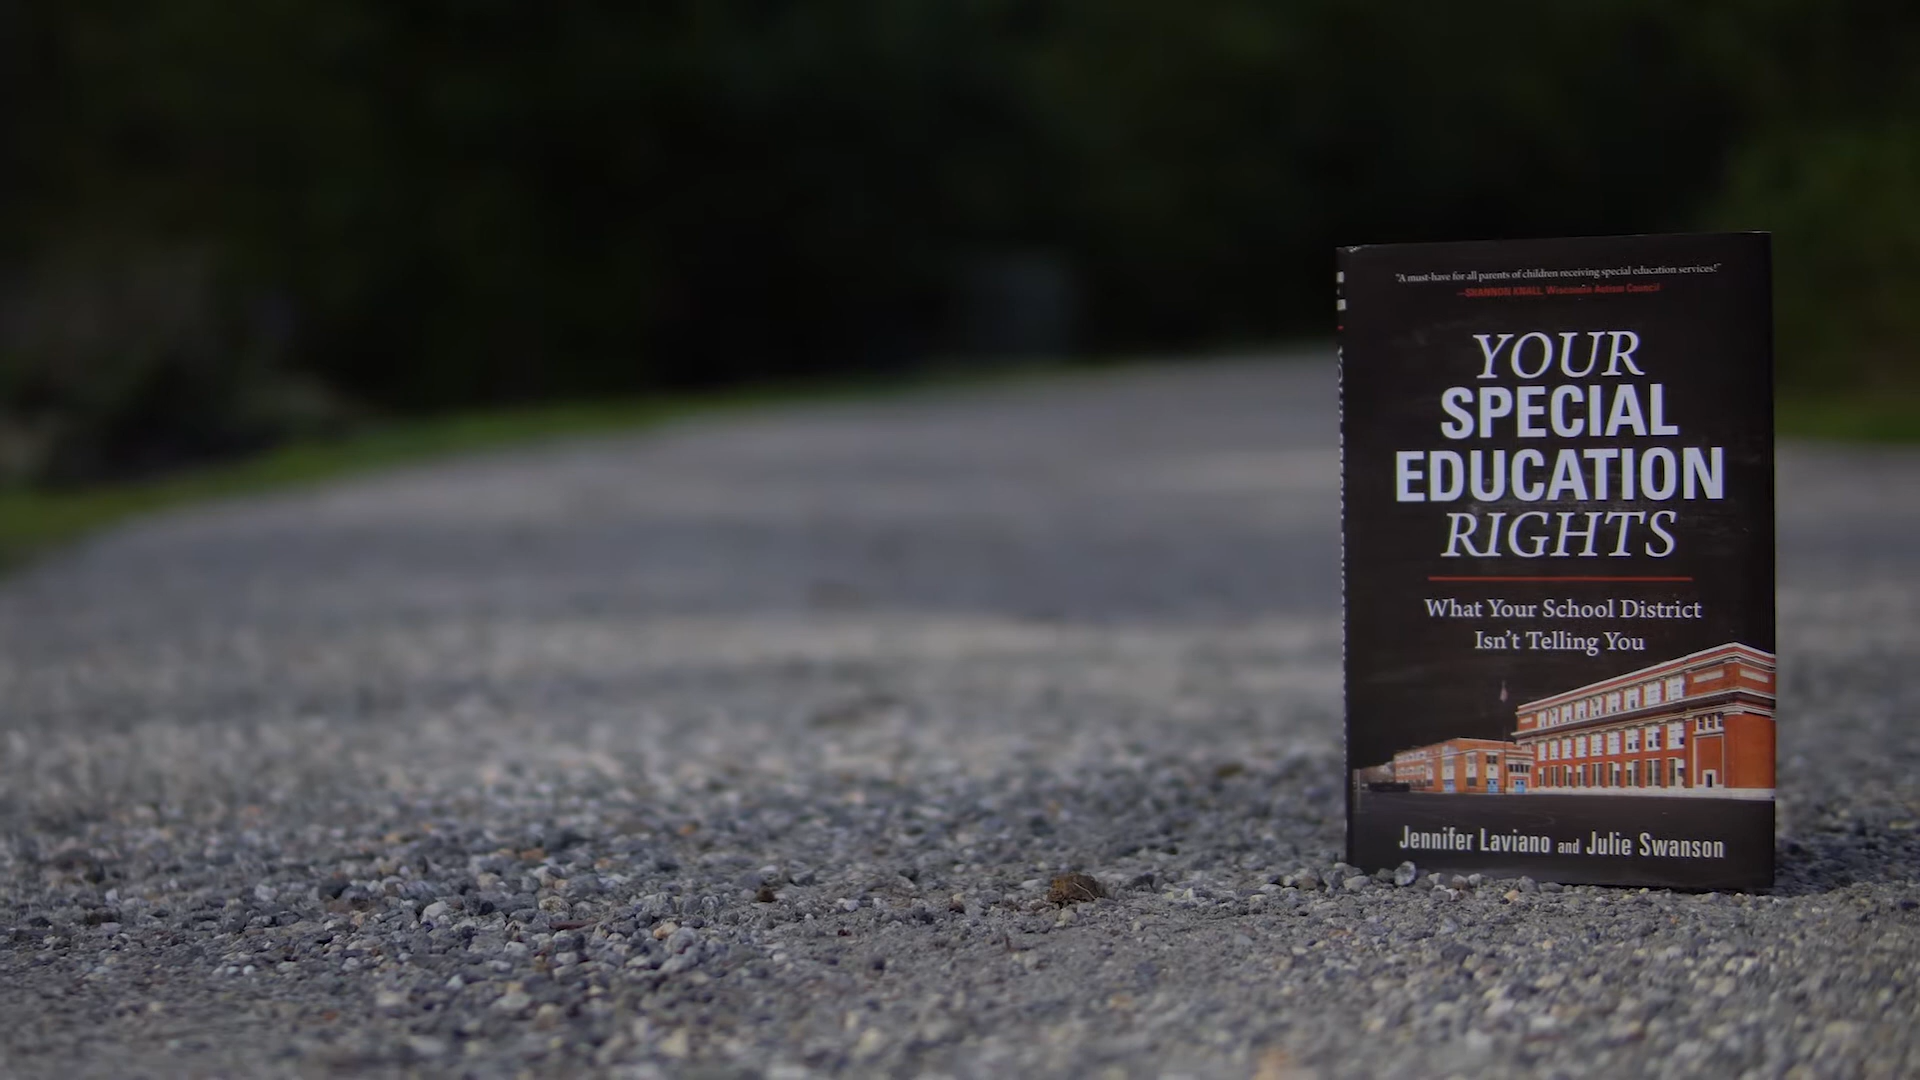 "A must-have for all parents of children receiving special education services!"
—SHANNON KNALL, Wisconsin Autism Council
YOUR
SPECIAL
EDUCATION
RIGHTS
What Your School District
Isn't Telling You
Jennifer Laviano and Julie Swanson